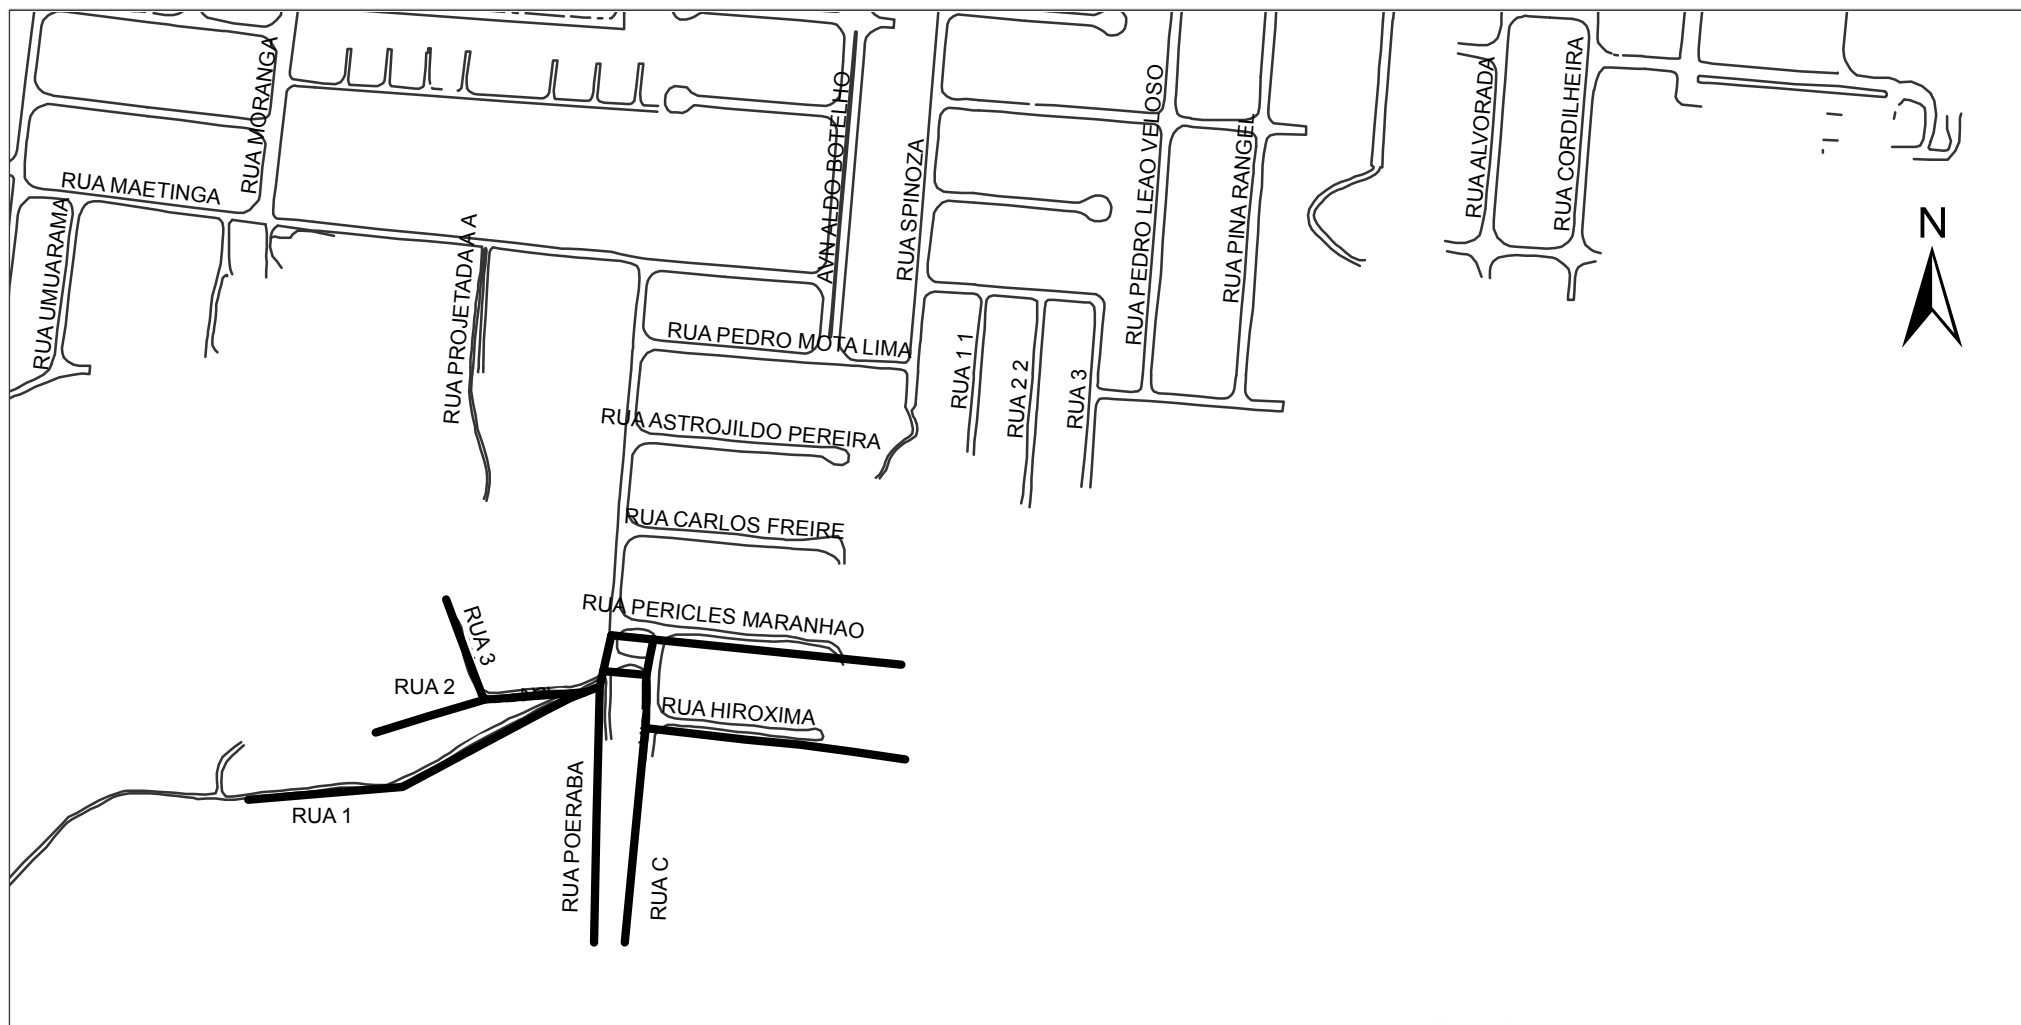 RUA MORANGA
RUA MAETINGA
RUA UMUARAMA
RUA PROJETADA A A
AVN ALDO BOTELHO
RUA SPINOZA
RUA PEDRO LEAO VELOSO
RUA PINA RANGEL
RUA ALVORADA
RUA CORDILHEIRA
N
RUA PEDRO MOTA LIMA
RUA 1 1
RUA 2 2
RUA 3
RUA ASTROJILDO PEREIRA
RUA CARLOS FREIRE
RUA PERICLES MARANHAO
RUA 3
RUA 2
RUA HIROXIMA
RUA 1
RUA POERABA
RUA C